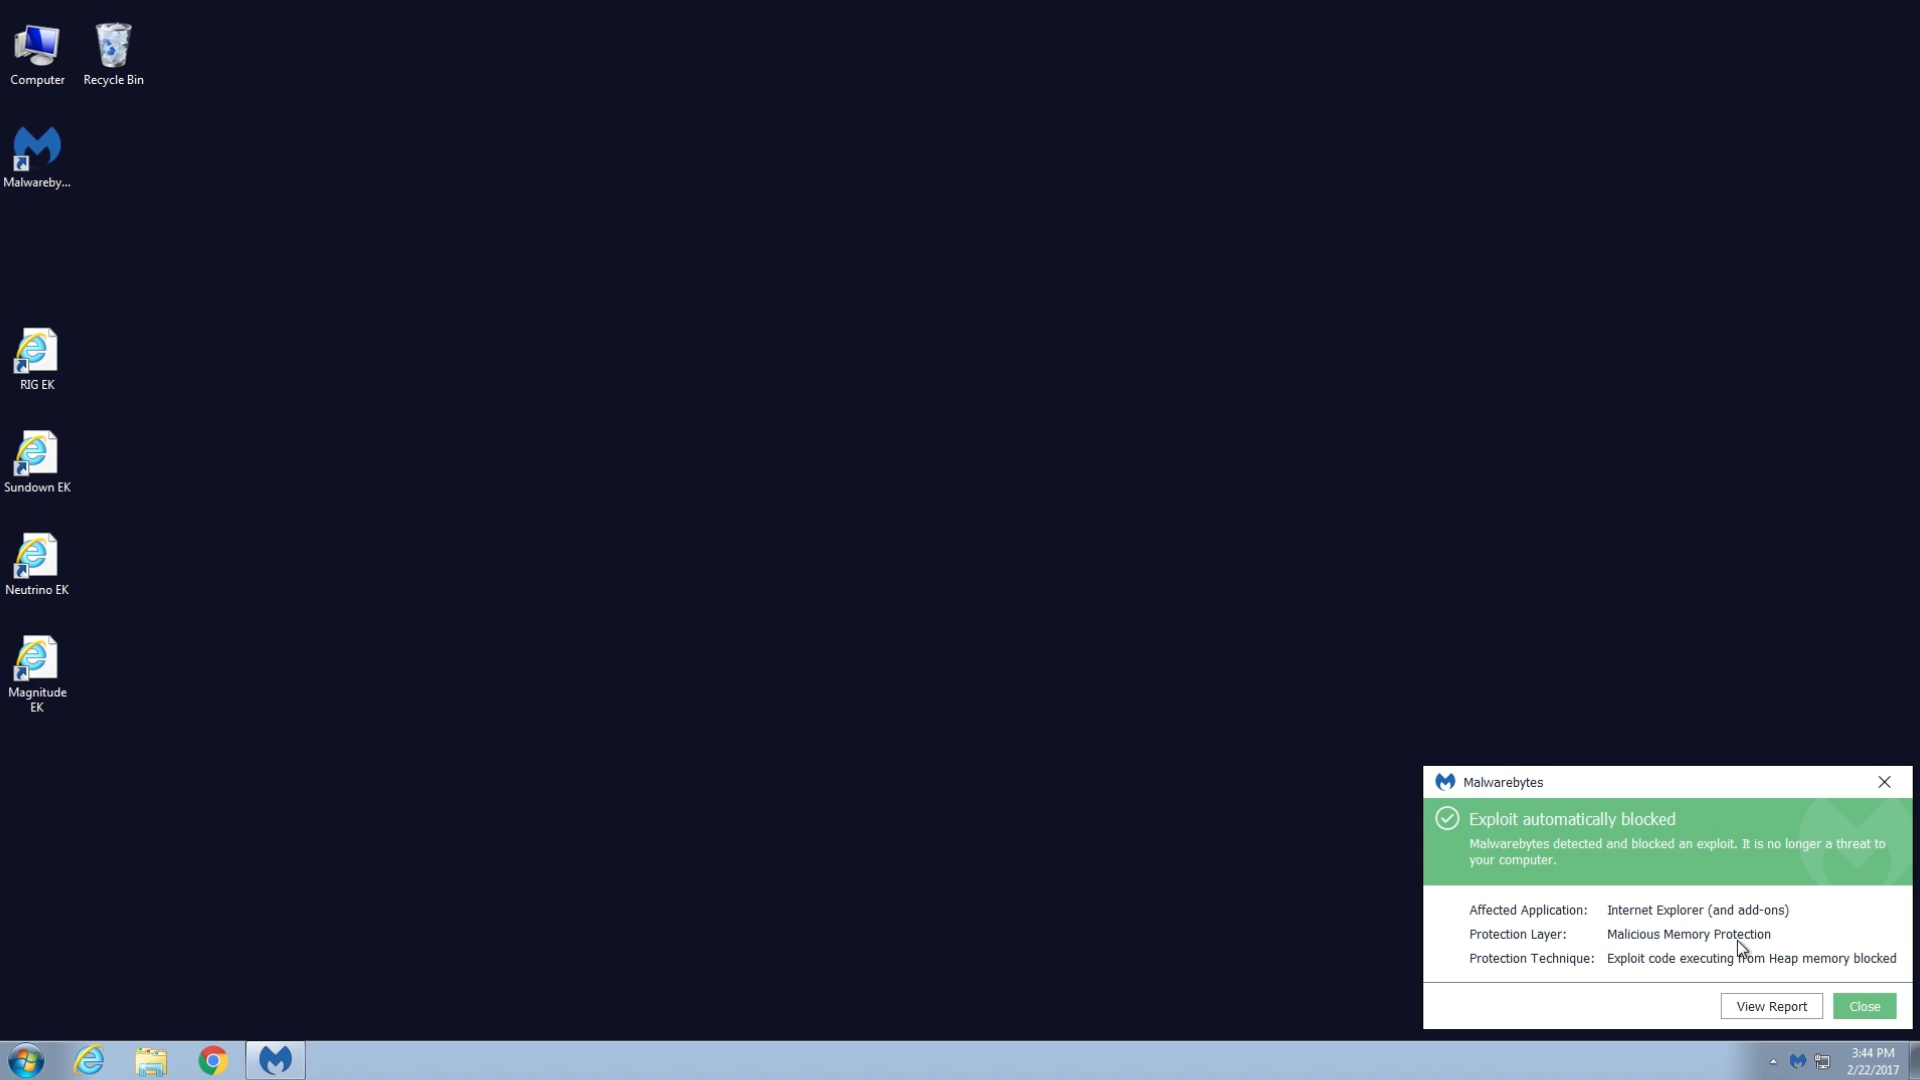 Computer
Recycle Bin
Malwareby...
RIG EK
Sundown EK
Neutrino EK
Magnitude
EK
Malwarebytes
Exploit automatically blocked
Malwarebytes detected and blocked an exploit. It is no longer a threat to
your computer.
Affected Application: Internet Explorer (and add-ons)
Protection Layer: Malicious Memory Protection
Protection Technique: Exploit code executing from Heap memory blocked
View Report
Close
3:44 PM
2/22/2017